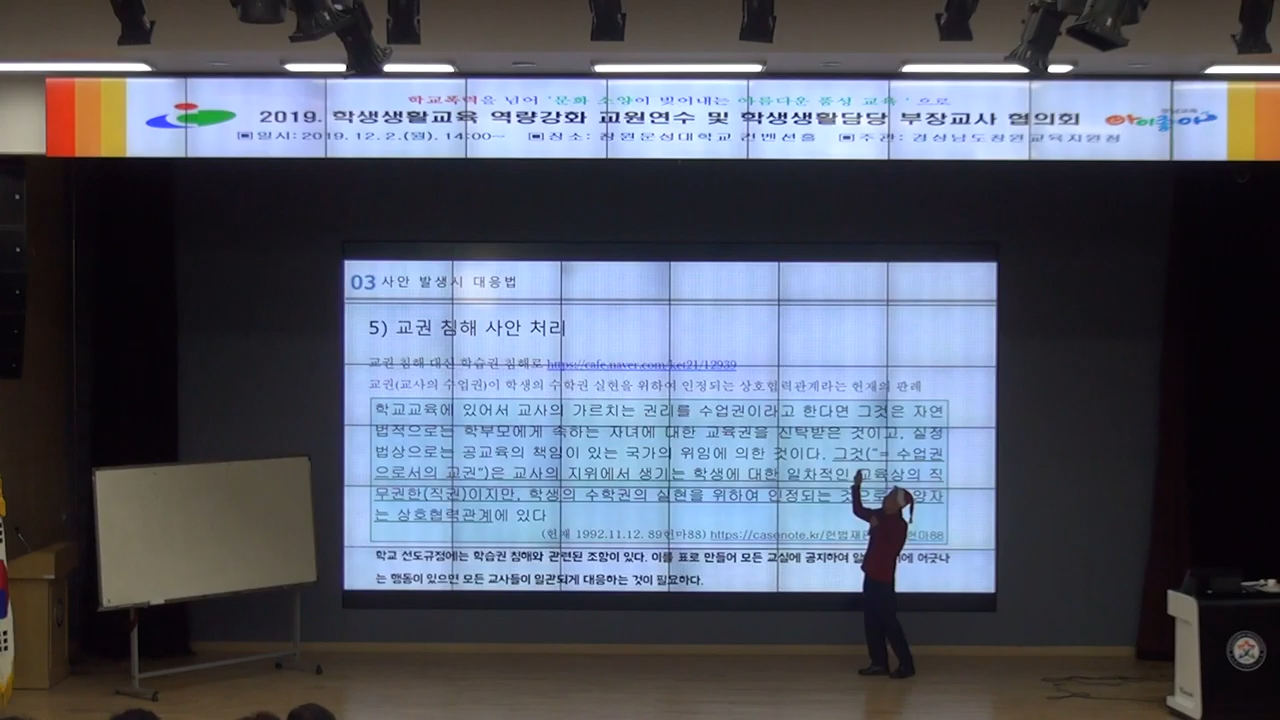 학교폭력을 넘어 '문화 소양이 빚어내는 아름다운 품성 교육' 으로
2019. 학생생활교육 역량강화 교원연수 및 학생생활담당 부장교사 협의회
아이좋아
▣일시: 2019. 12. 2.(월). 14:00~ ▣장소: 창원문성대학교 컨벤션홀 ▣주관: 경상남도창원교육지원청
03 사안 발생시 대응법
5) 교권 침해 사안 처리
교권 침해 대신 학습권 침해로 https://cafe.naver.com/ket21/12939
교권(교사의 수업권)이 학생의 수학권 실현을 위하여 인정되는 상호협력관계라는 헌재의 판례
학교교육에 있어서 교사의 가르치는 권리를 수업권이라고 한다면 그것은 자연
법적으로는 학부모에게 속하는 자녀에 대한 교육권을 신탁받은 것이고, 실정
법상으로는 공교육의 책임이 있는 국가의 위임에 의한 것이다. 그것("= 수업권
으로서의 교권")은 교사의 지위에서 생기는 학생에 대한 일차적인 교육상의 직
무권한(직권)이지만, 학생의 수학권의 실현을 위하여 인정되는 것으로 양자
는 상호협력관계에 있다
(헌재 1992.11.12. 89헌마88) https://casenote.kr/헌법재 헌마88
학교 선도규정에는 학습권 침해와 관련된 조항이 있다. 이를 표로 만들어 모든 교실에 공지하여 에 어긋나
는 행동이 있으면 모든 교사들이 일관되게 대응하는 것이 필요하다.